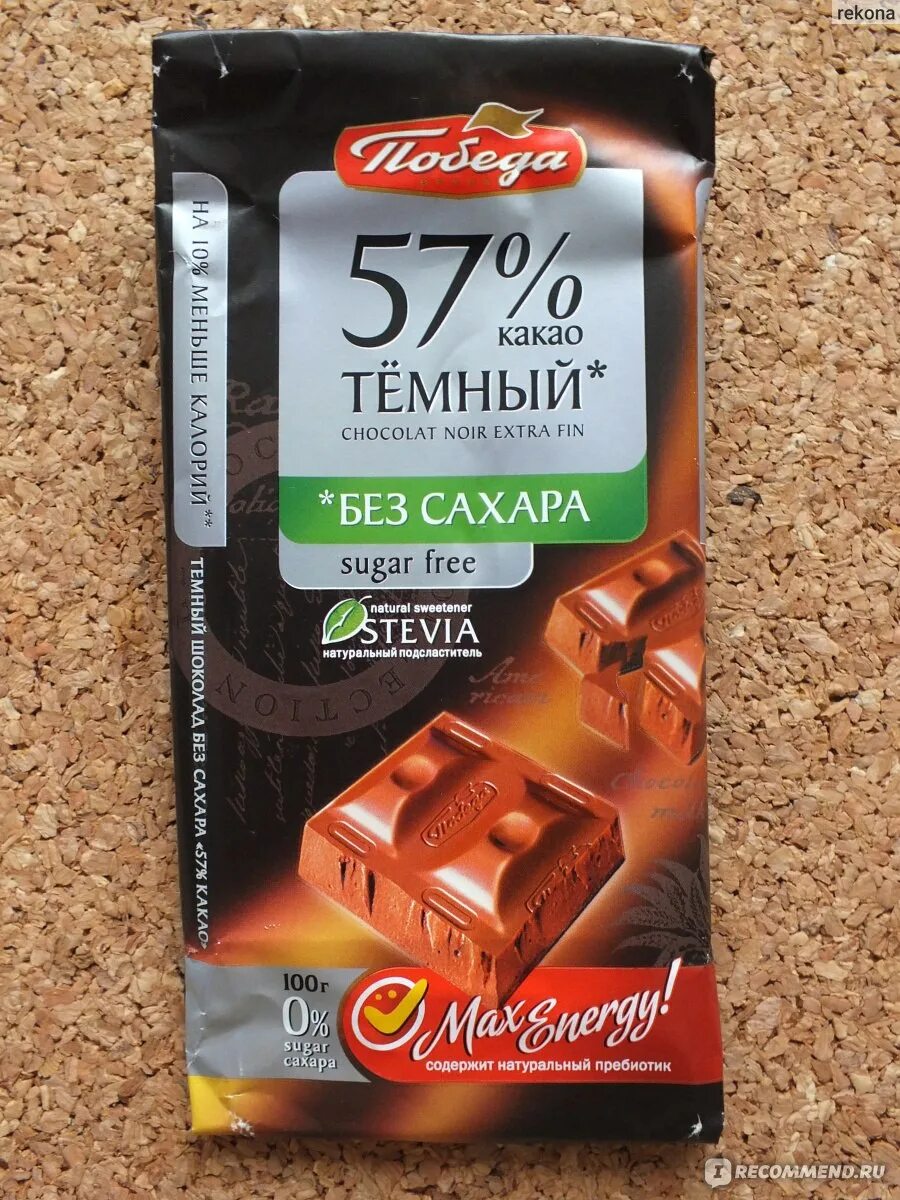 rekona
Победа
57%
какао
ТЁМНЫЙ*
CHOCOLAT NOIR EXTRA FIN
*БЕЗ САХАРА
sugar free
natural sweetener
STEVIA
натуральный подсластитель
НА 10% МЕНЬШЕ КАЛОРИЙ**
ТЕМНЫЙ ШОКОЛАД БЕЗ САХАРА «57% КАКАО»
Победа
100г
0%
sugar
сахара
Max Energy!
содержит натуральный пребиотик
IRECOMMEND.RU